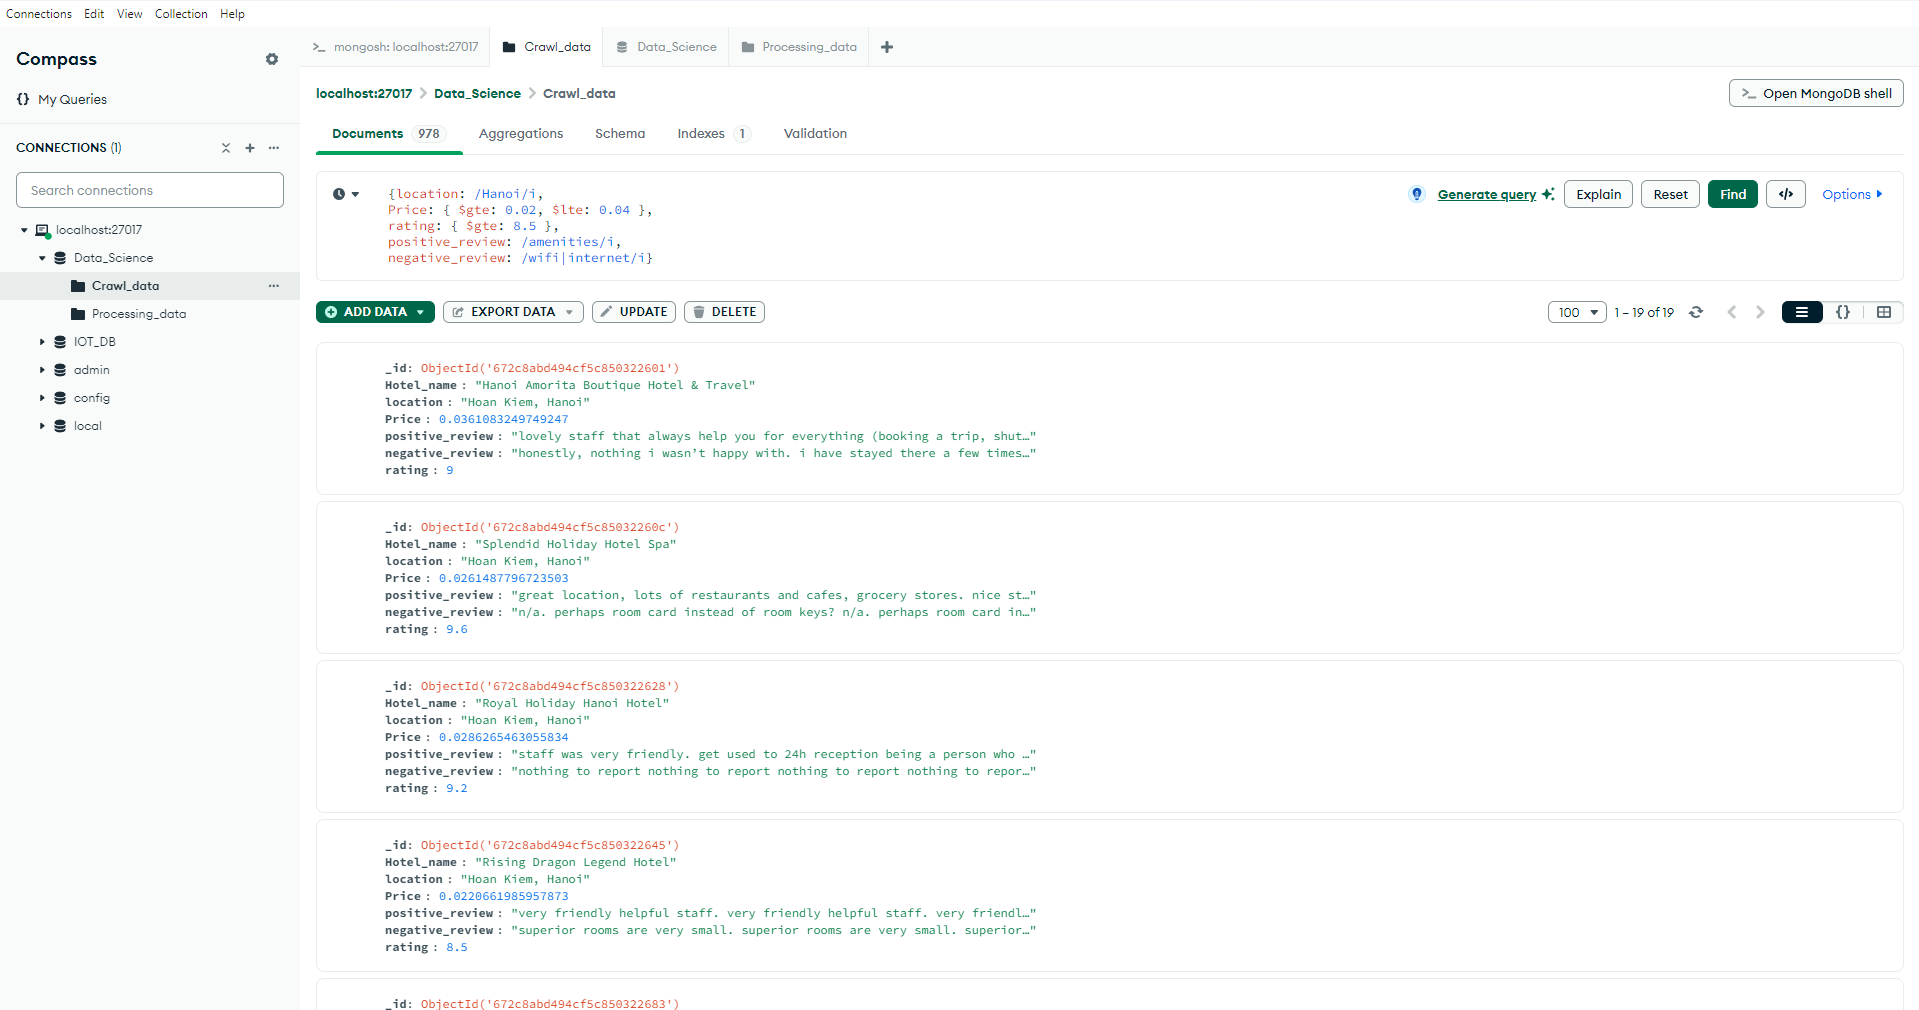 Connections Edit View Collection Help
Compass
My Queries
CONNECTIONS (1)
Search connections
localhost:27017
Data_Science
Crawl_data
Processing_data
IOT_DB
admin
config
local
mongosh: localhost:27017 Crawl_data Data_Science Processing_data
localhost:27017 Data_Science Crawl_data
Open MongoDB shell
Documents 978 Aggregations Schema Indexes 1 Validation
{location: /Hanoi/i,
Price: { $gte: 0.02, $lte: 0.04 },
rating: { $gte: 8.5 },
positive_review: /amenities/i,
negative_review: /wifi|internet/i}
Generate query Explain Reset Find </> Options
ADD DATA EXPORT DATA UPDATE DELETE
100 1 – 19 of 19 {}
_id: ObjectId('672c8abd494cf5c850322601')
Hotel_name : "Hanoi Amorita Boutique Hotel & Travel"
location : "Hoan Kiem, Hanoi"
Price : 0.0361083249749247
positive_review : "lovely staff that always help you for everything (booking a trip, shut…"
negative_review : "honestly, nothing i wasn’t happy with. i have stayed there a few times…"
rating : 9
_id: ObjectId('672c8abd494cf5c85032260c')
Hotel_name : "Splendid Holiday Hotel Spa"
location : "Hoan Kiem, Hanoi"
Price : 0.0261487796723503
positive_review : "great location, lots of restaurants and cafes, grocery stores. nice st…"
negative_review : "n/a. perhaps room card instead of room keys? n/a. perhaps room card in…"
rating : 9.6
_id: ObjectId('672c8abd494cf5c850322628')
Hotel_name : "Royal Holiday Hanoi Hotel"
location : "Hoan Kiem, Hanoi"
Price : 0.0286265463055834
positive_review : "staff was very friendly. get used to 24h reception being a person who …"
negative_review : "nothing to report nothing to report nothing to report nothing to repor…"
rating : 9.2
_id: ObjectId('672c8abd494cf5c850322645')
Hotel_name : "Rising Dragon Legend Hotel"
location : "Hoan Kiem, Hanoi"
Price : 0.0220661985957873
positive_review : "very friendly helpful staff. very friendly helpful staff. very friendl…"
negative_review : "superior rooms are very small. superior rooms are very small. superior…"
rating : 8.5
_id: ObjectId('672c8abd494cf5c850322683')